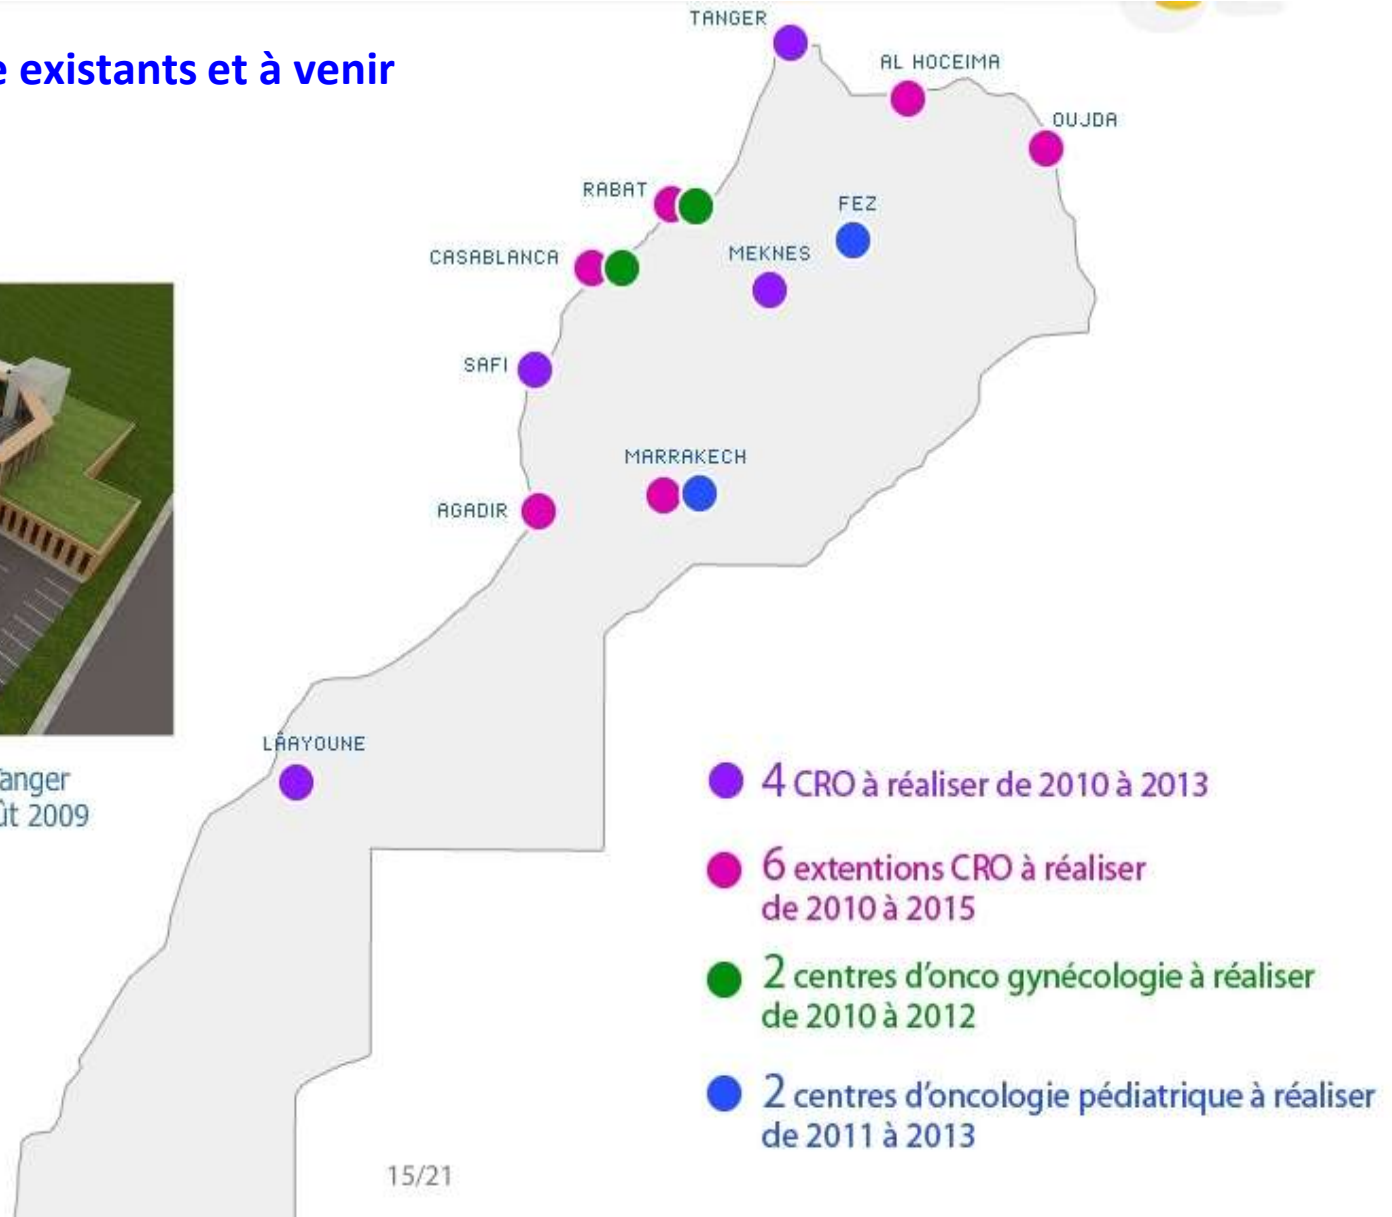 existants et à venir
TANGER
AL HOCEIMA
OUJDA
RABAT
FEZ
CASABLANCA
MEKNES
SAFI
MARRAKECH
AGADIR
LÂAYOUNE
anger
ût 2009
4 CRO à réaliser de 2010 à 2013
6 extentions CRO à réaliser
de 2010 à 2015
2 centres d'onco gynécologie à réaliser
de 2010 à 2012
2 centres d'oncologie pédiatrique à réaliser
de 2011 à 2013
15/21